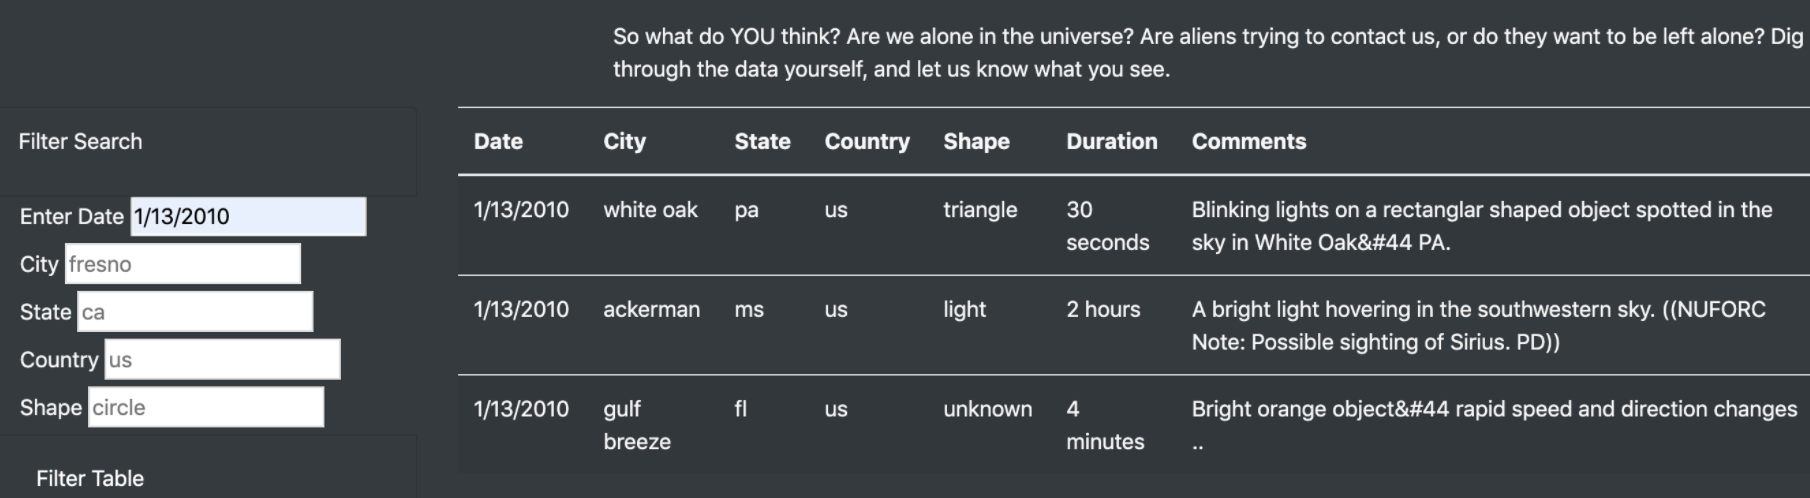 So what do YOU think? Are we alone in the universe? Are aliens trying to contact us, or do they want to be left alone? Dig
through the data yourself, and let us know what you see.
Filter Search
Enter Date 1/13/2010
City fresno
State ca
Country us
Shape circle
Filter Table
Date City State Country Shape Duration Comments
1/13/2010 white oak pa us triangle 30 Blinking lights on a rectanglar shaped object spotted in the
seconds sky in White Oak&#44 PA.
1/13/2010 ackerman ms us light 2 hours A bright light hovering in the southwestern sky. ((NUFORC
Note: Possible sighting of Sirius. PD))
1/13/2010 gulf fl us unknown 4 Bright orange object&#44 rapid speed and direction changes
breeze minutes ..